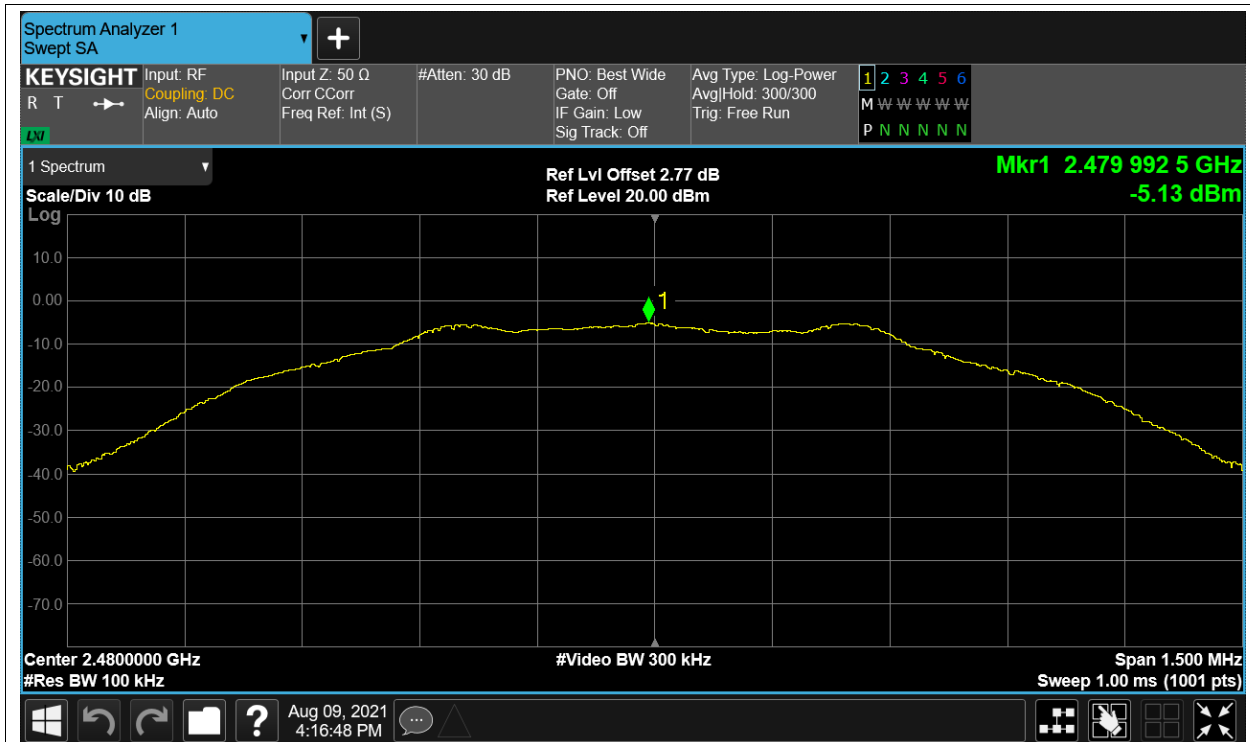 Spectrum Analyzer 1
Swept SA
+
KEYSIGHT
R T
LXI
Input: RF
Coupling: DC
Align: Auto
Input Z: 50 Ω
Corr CCorr
Freq Ref: Int (S)
#Atten: 30 dB
PNO: Best Wide
Gate: Off
IF Gain: Low
Sig Track: Off
Avg Type: Log-Power
Avg|Hold: 300/300
Trig: Free Run
1 2 3 4 5 6
M W W W W W
P N N N N N
1 Spectrum
Scale/Div 10 dB
Log
Ref Lvl Offset 2.77 dB
Ref Level 20.00 dBm
Mkr1 2.479 992 5 GHz
-5.13 dBm
10.0
0.00
-10.0
-20.0
-30.0
-40.0
-50.0
-60.0
-70.0
1
Center 2.4800000 GHz
#Res BW 100 kHz
#Video BW 300 kHz
Span 1.500 MHz
Sweep 1.00 ms (1001 pts)
?
Aug 09, 2021
4:16:48 PM